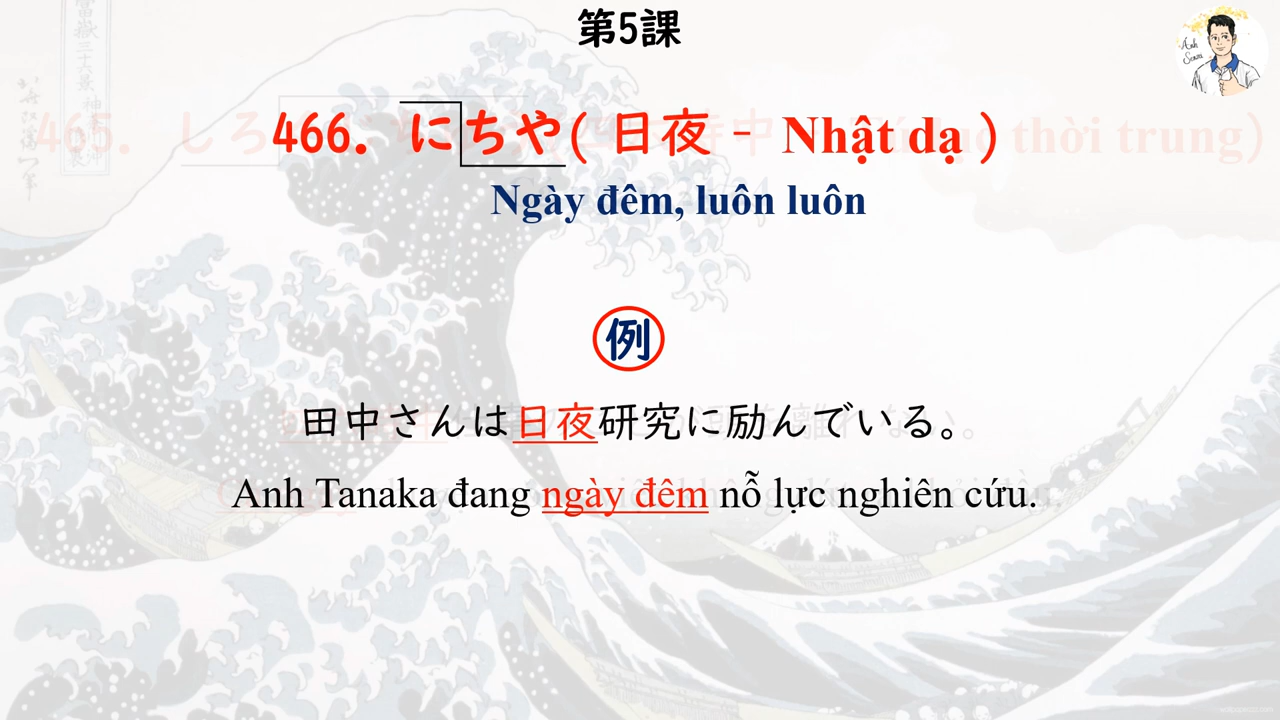 第5課
Anh Sensei
466. にちや( 日夜 - Nhật dạ )
Ngày đêm, luôn luôn
例
田中さんは日夜研究に励んでいる。
Anh Tanaka đang ngày đêm nỗ lực nghiên cứu.